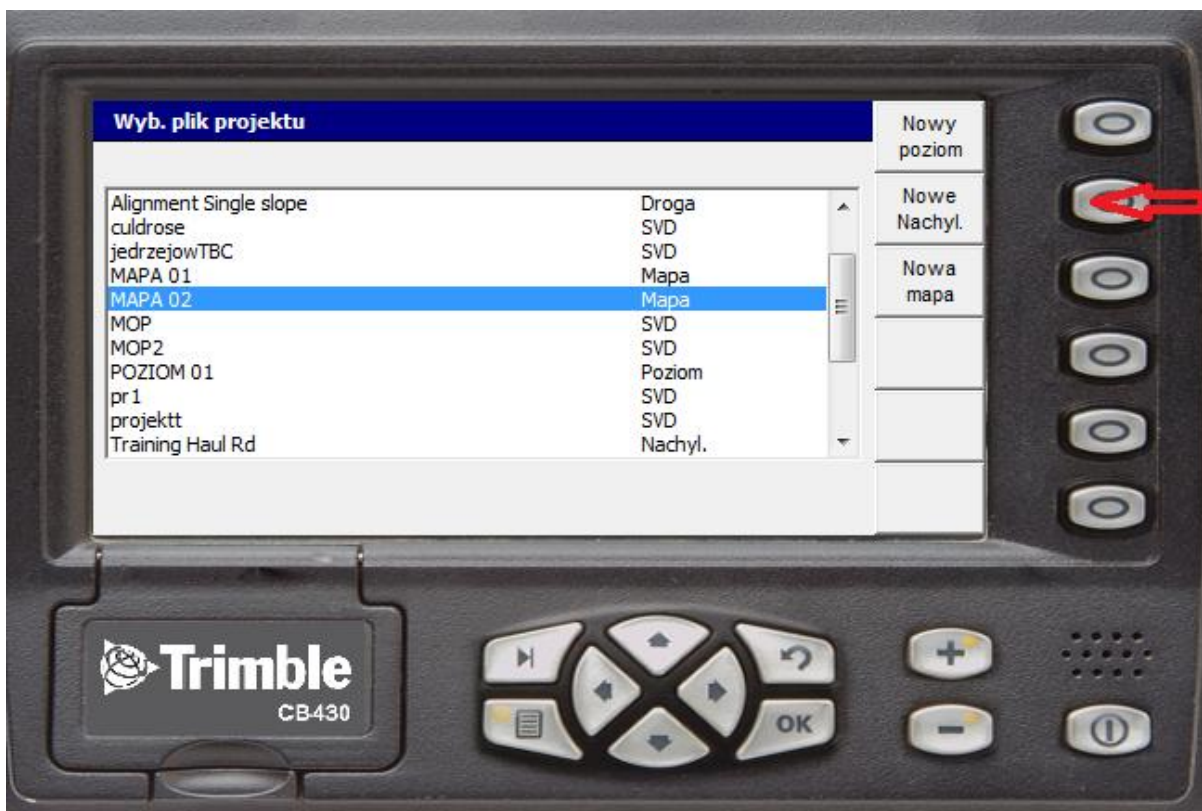 Wyb. plik projektu
Nowy
poziom
Nowe
Nachyl.
Nowa
mapa
Alignment Single slope Droga
culdrose SVD
jedrzejowTBC SVD
MAPA 01 Mapa
MAPA 02 Mapa
MOP SVD
MOP2 SVD
POZIOM 01 Poziom
pr1 SVD
projektt SVD
Training Haul Rd Nachyl.
Trimble
CB430
OK